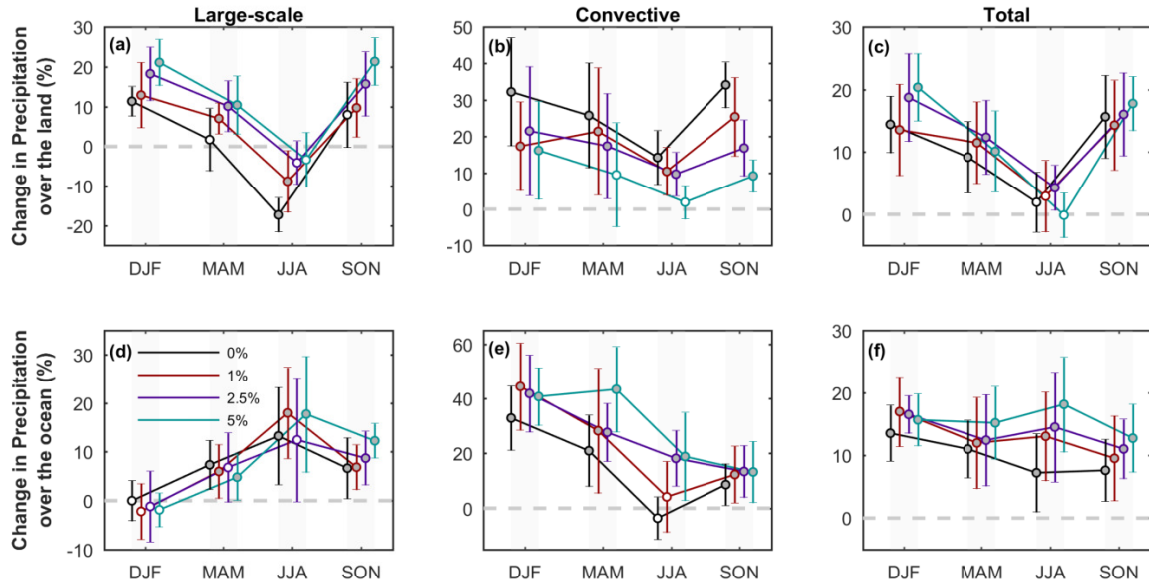 Large-scale Convective Total
Change in Precipitation
over the land (%)
(a)
30
20
10
0
-10
-20
DJF MAM JJA SON
(b)
50
40
30
20
10
0
-10
DJF MAM JJA SON
(c)
30
20
10
0
DJF MAM JJA SON
Change in Precipitation
over the ocean (%)
(d)
30
20
10
0
-10
0%
1%
2.5%
5%
DJF MAM JJA SON
(e)
60
40
20
0
DJF MAM JJA SON
(f)
30
20
10
0
DJF MAM JJA SON